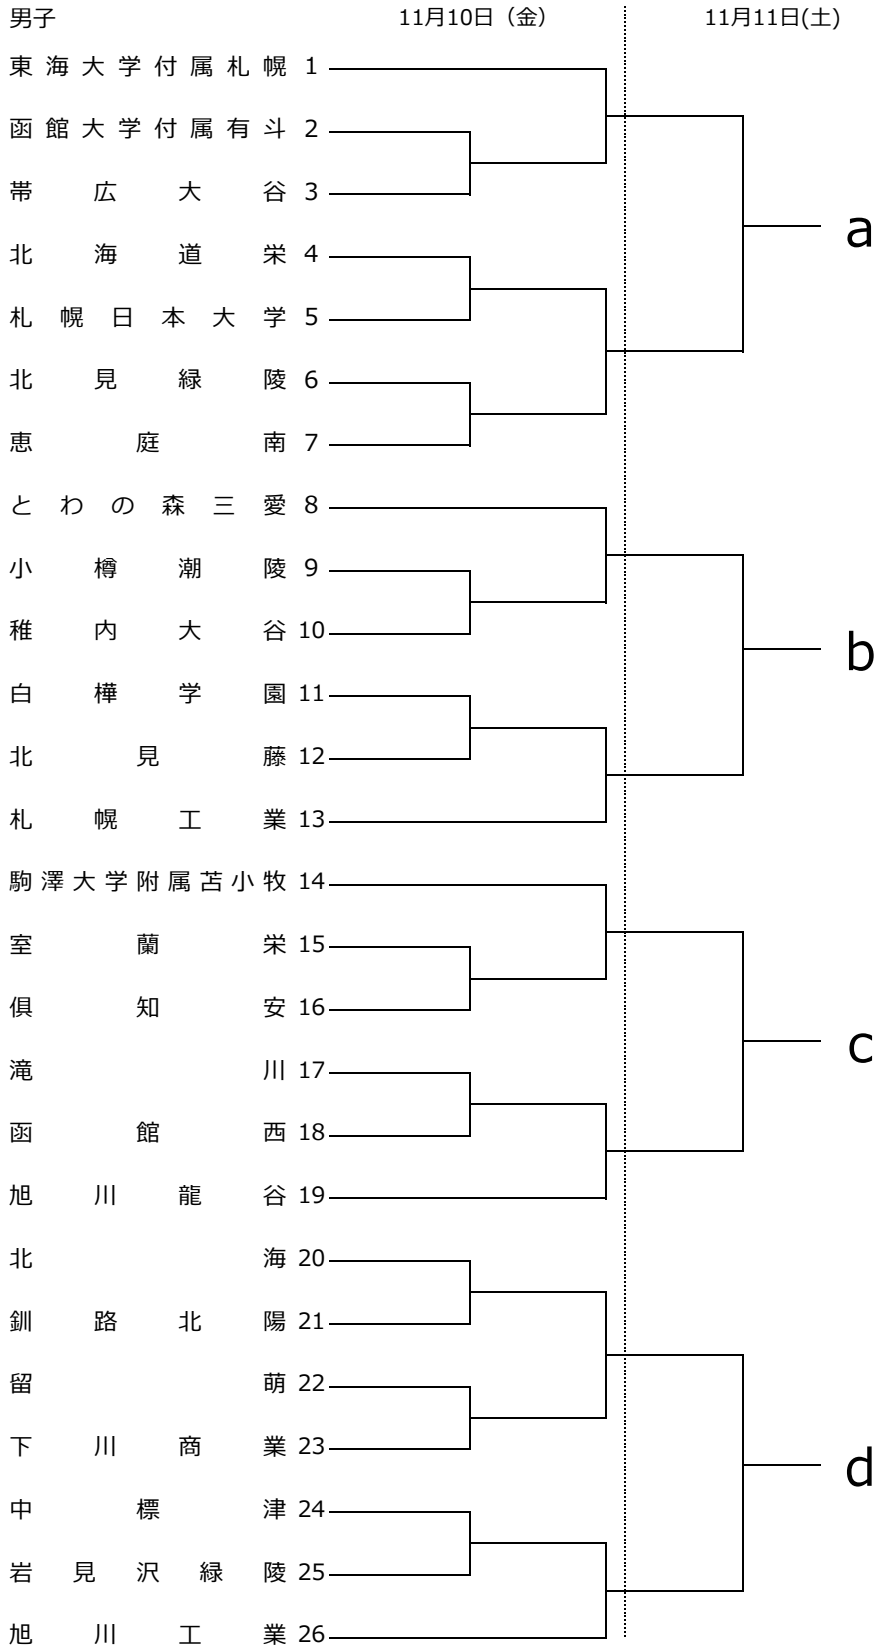 男子 11月10日（金） 11月11日(土)
東海大学付属札幌 1
函館大学付属有斗 2
帯広大谷 3
a
北海道栄 4
札幌日本大学 5
北見緑陵 6
恵庭南 7
とわの森三愛 8
小樽潮陵 9
稚内大谷 10
b
白樺学園 11
北見藤 12
札幌工業 13
駒澤大学附属苫小牧 14
室蘭栄 15
倶知安 16
c
滝川 17
函館西 18
旭川龍谷 19
北海 20
釧路北陽 21
留萌 22
下川商業 23
d
中標津 24
岩見沢緑陵 25
旭川工業 26